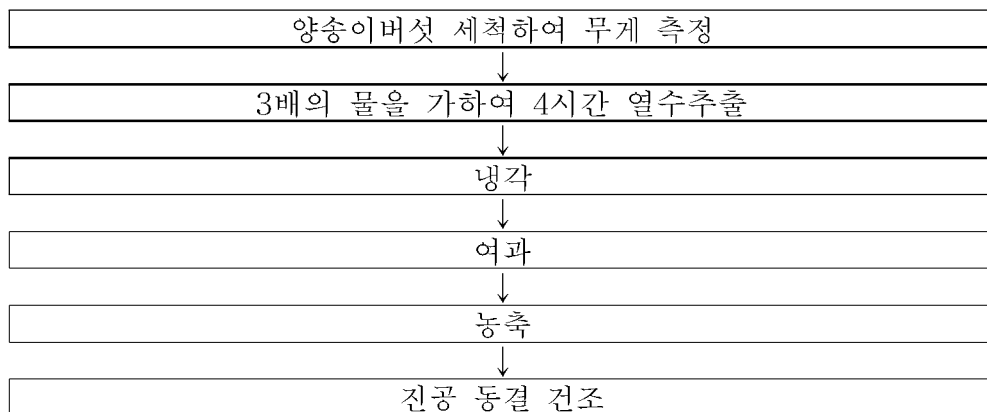 양송이버섯 세척하여 무게 측정
↓
3배의 물을 가하여 4시간 열수추출
↓
냉각
↓
여과
↓
농축
↓
진공 동결 건조